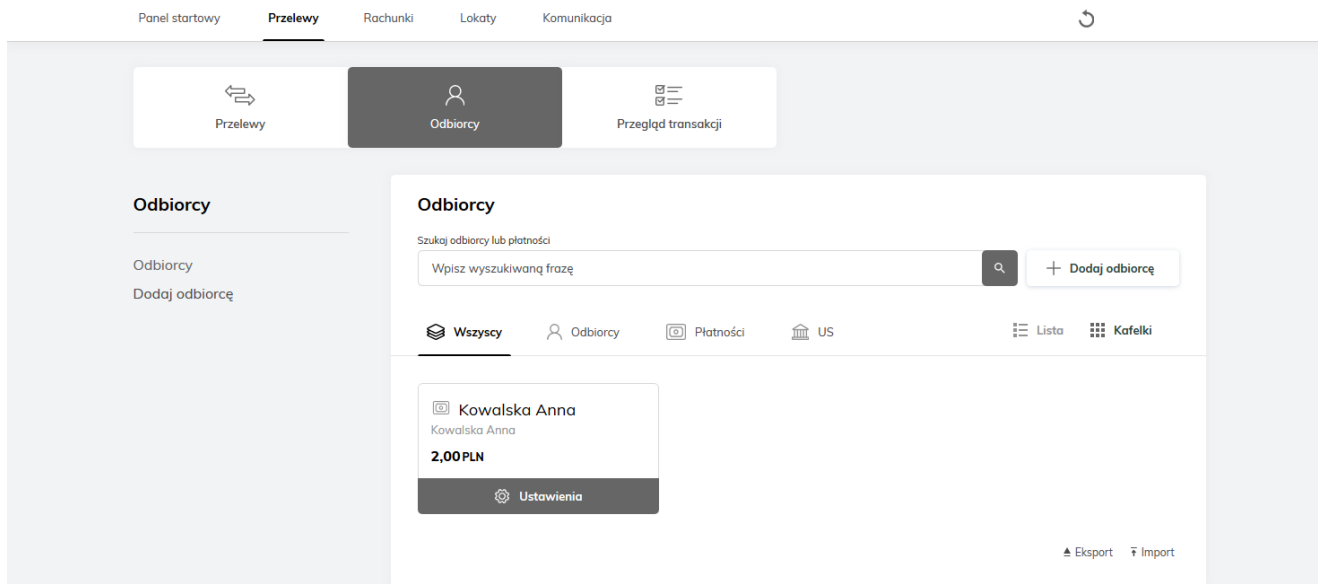 Panel startowy Przelewy Rachunki Lokaty Komunikacja
Przelewy Odbiorcy Przegląd transakcji
Odbiorcy
Odbiorcy
Dodaj odbiorcę
Odbiorcy
Szukaj odbiorcy lub płatności
Wpisz wyszukiwaną frazę
Dodaj odbiorcę
Wszyscy Odbiorcy Płatności US Lista Kafelki
Kowalska Anna
Kowalska Anna
2,00 PLN
Ustawienia
Eksport Import